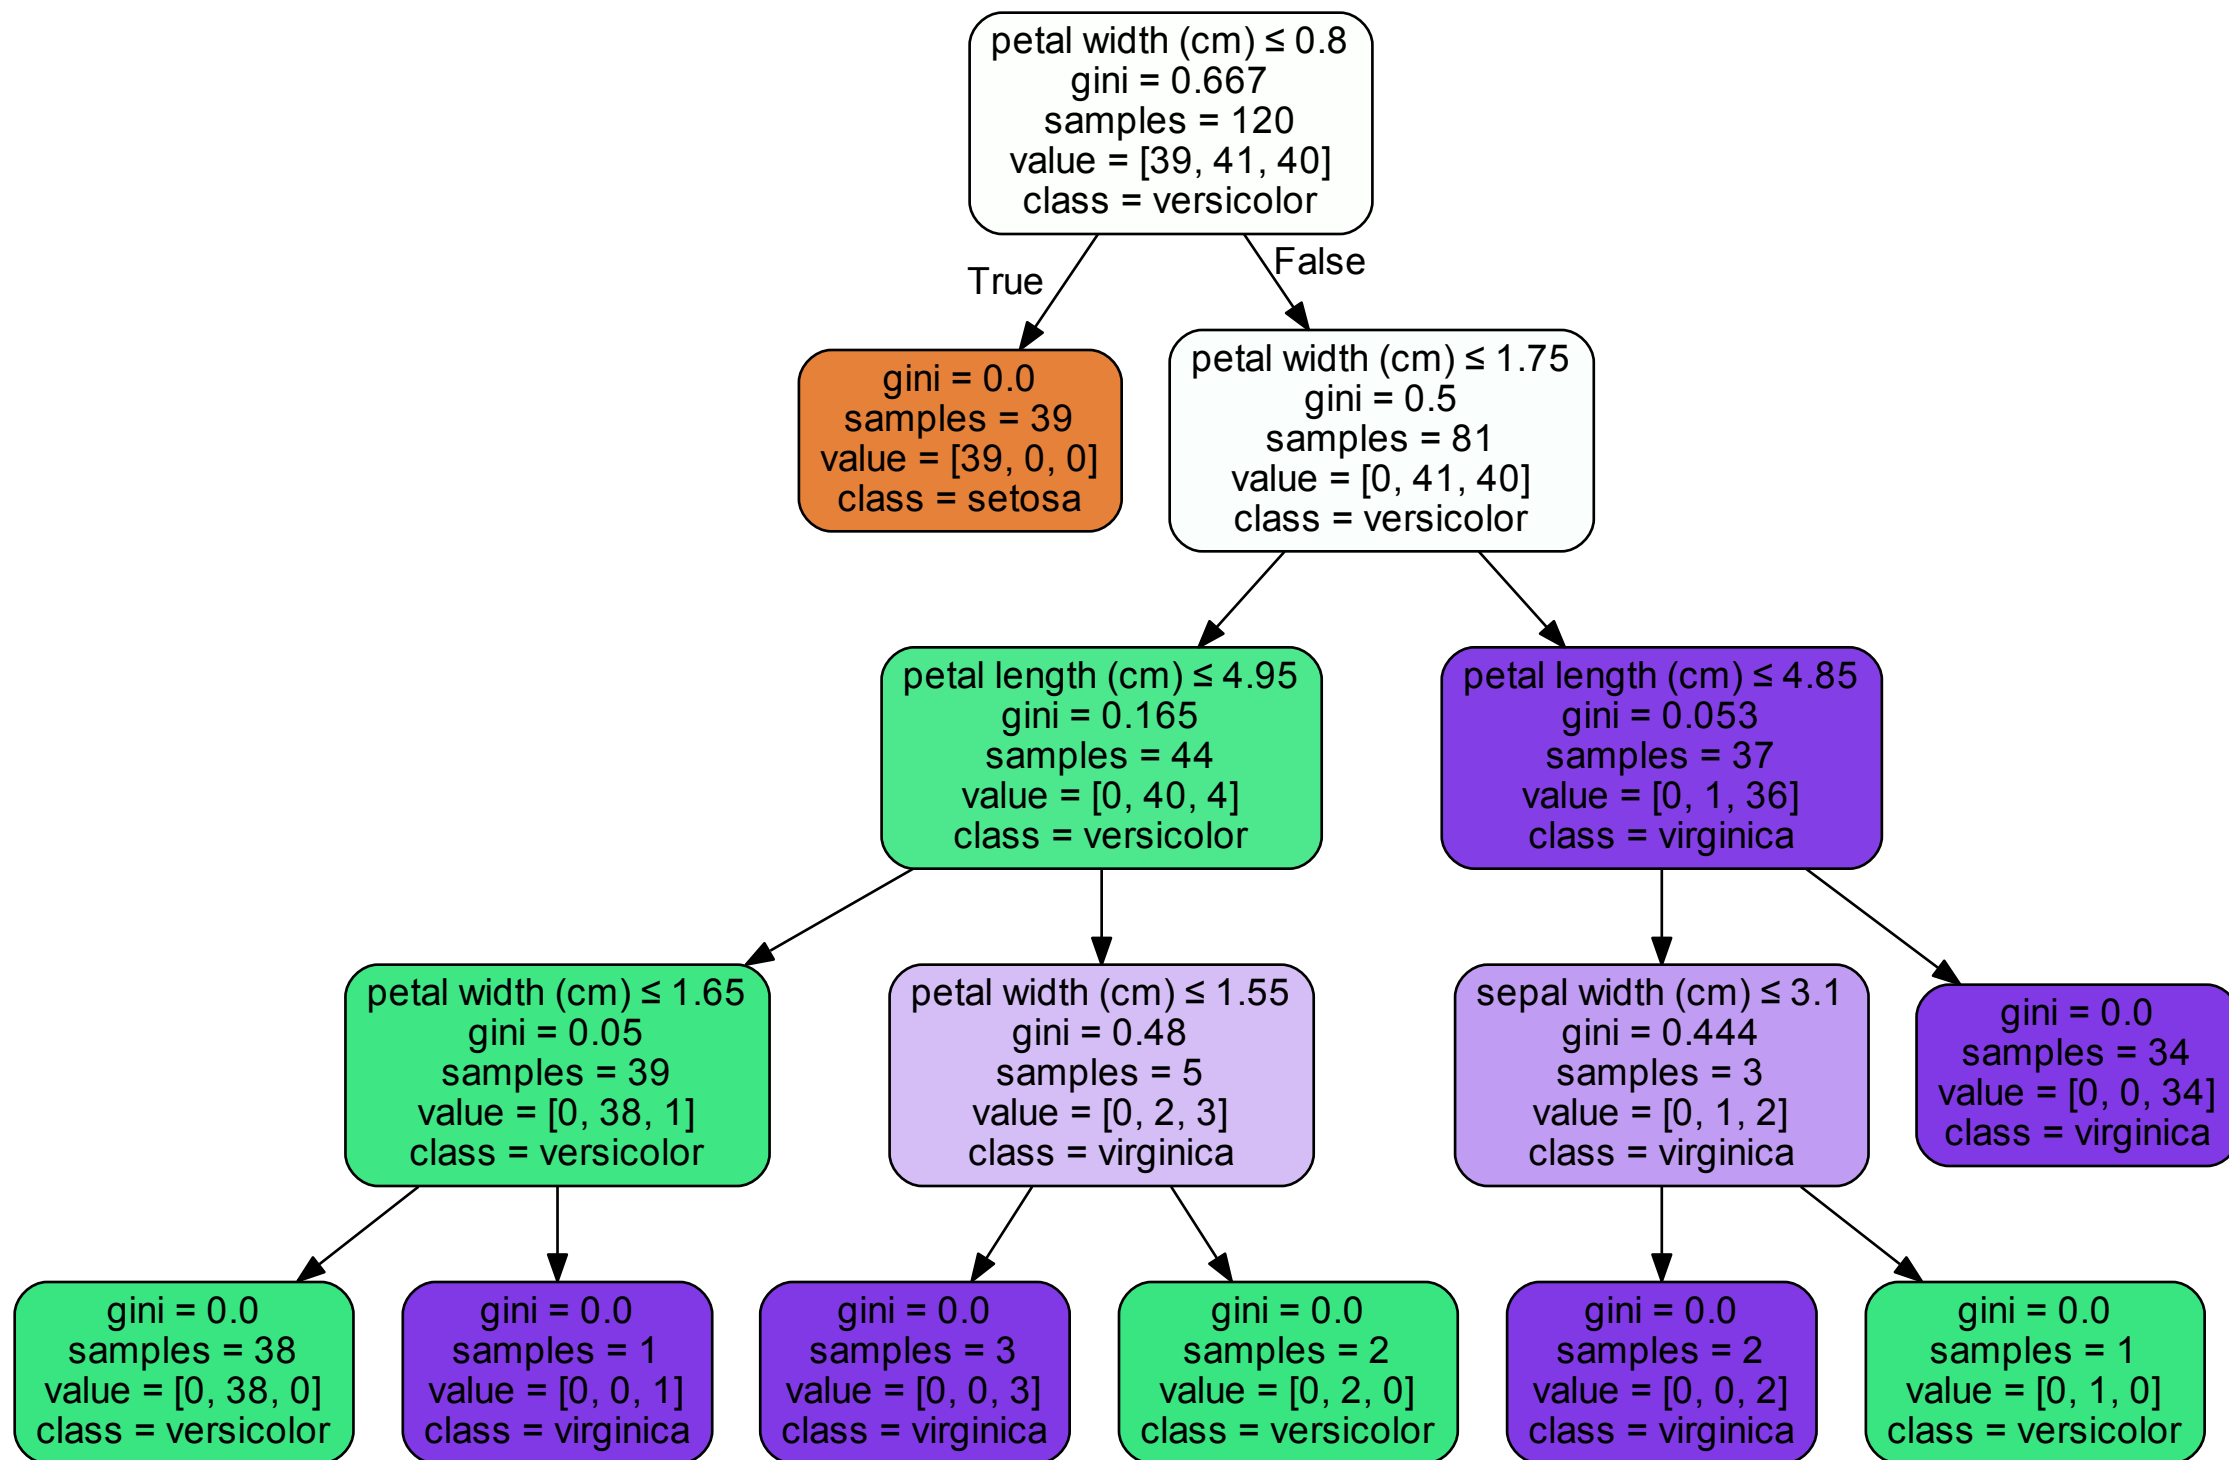 petal width (cm) ≤ 0.8
gini = 0.667
samples = 120
value = [39, 41, 40]
class = versicolor
True
False
gini = 0.0
samples = 39
value = [39, 0, 0]
class = setosa
petal width (cm) ≤ 1.75
gini = 0.5
samples = 81
value = [0, 41, 40]
class = versicolor
petal length (cm) ≤ 4.95
gini = 0.165
samples = 44
value = [0, 40, 4]
class = versicolor
petal length (cm) ≤ 4.85
gini = 0.053
samples = 37
value = [0, 1, 36]
class = virginica
petal width (cm) ≤ 1.65
gini = 0.05
samples = 39
value = [0, 38, 1]
class = versicolor
petal width (cm) ≤ 1.55
gini = 0.48
samples = 5
value = [0, 2, 3]
class = virginica
sepal width (cm) ≤ 3.1
gini = 0.444
samples = 3
value = [0, 1, 2]
class = virginica
gini = 0.0
samples = 34
value = [0, 0, 34]
class = virginica
gini = 0.0
samples = 38
value = [0, 38, 0]
class = versicolor
gini = 0.0
samples = 1
value = [0, 0, 1]
class = virginica
gini = 0.0
samples = 3
value = [0, 0, 3]
class = virginica
gini = 0.0
samples = 2
value = [0, 2, 0]
class = versicolor
gini = 0.0
samples = 2
value = [0, 0, 2]
class = virginica
gini = 0.0
samples = 1
value = [0, 1, 0]
class = versicolor